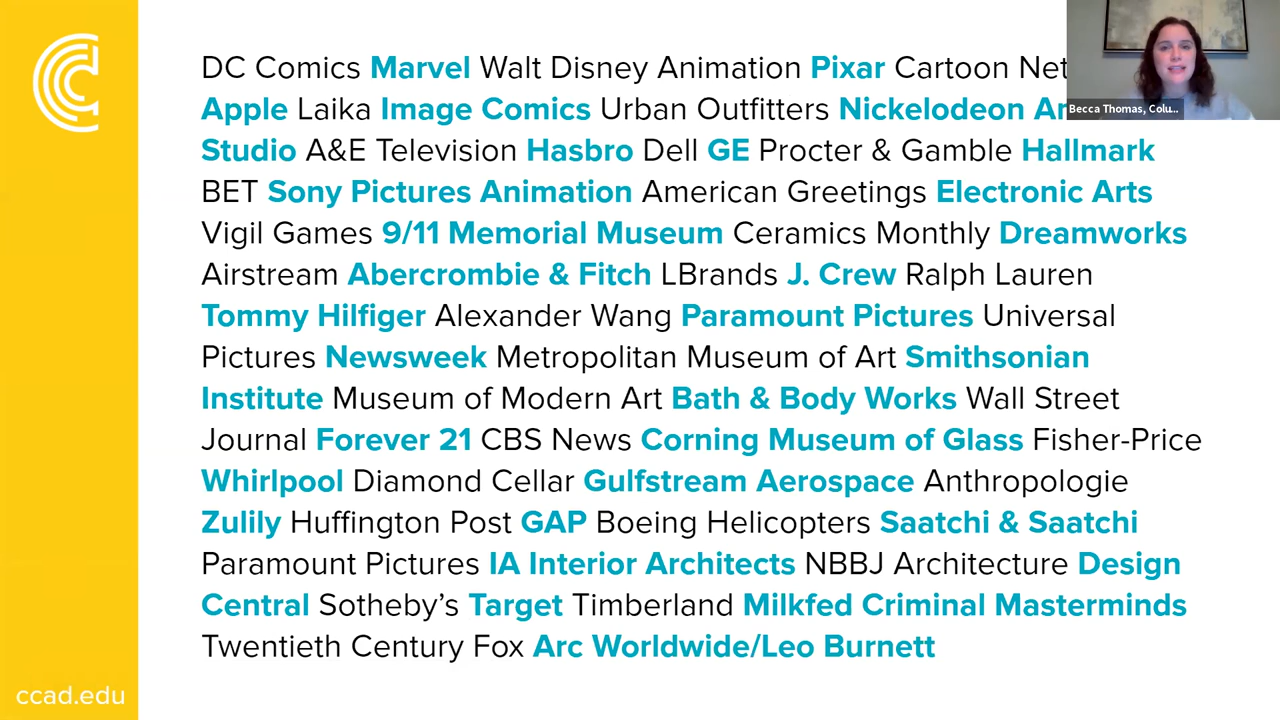 DC Comics Marvel Walt Disney Animation Pixar Cartoon
Apple Laika Image Comics Urban Outfitters Nickelodeon
Studio A&E Television Hasbro Dell GE Procter & Gamble Hallmark
BET Sony Pictures Animation American Greetings Electronic Arts
Vigil Games 9/11 Memorial Museum Ceramics Monthly Dreamworks
Airstream Abercrombie & Fitch LBrands J. Crew Ralph Lauren
Tommy Hilfiger Alexander Wang Paramount Pictures Universal
Pictures Newsweek Metropolitan Museum of Art Smithsonian
Institute Museum of Modern Art Bath & Body Works Wall Street
Journal Forever 21 CBS News Corning Museum of Glass Fisher-Price
Whirlpool Diamond Cellar Gulfstream Aerospace Anthropologie
Zulily Huffington Post GAP Boeing Helicopters Saatchi & Saatchi
Paramount Pictures IA Interior Architects NBBJ Architecture Design
Central Sotheby’s Target Timberland Milkfed Criminal Masterminds
Twentieth Century Fox Arc Worldwide/Leo Burnett
Becca Thomas, Colu...
ccad.edu